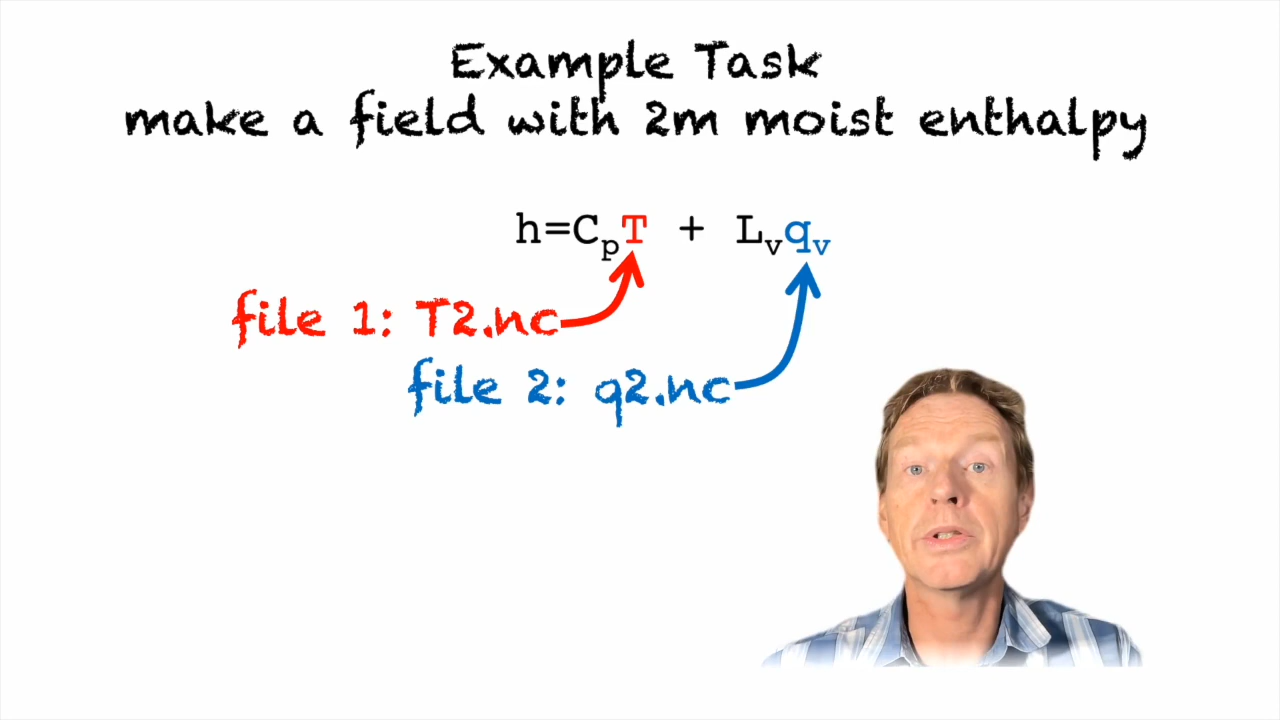 Example Task
make a field with 2m moist enthalpy
h=CpT + Lvqv
file 1: T2.nc
file 2: q2.nc